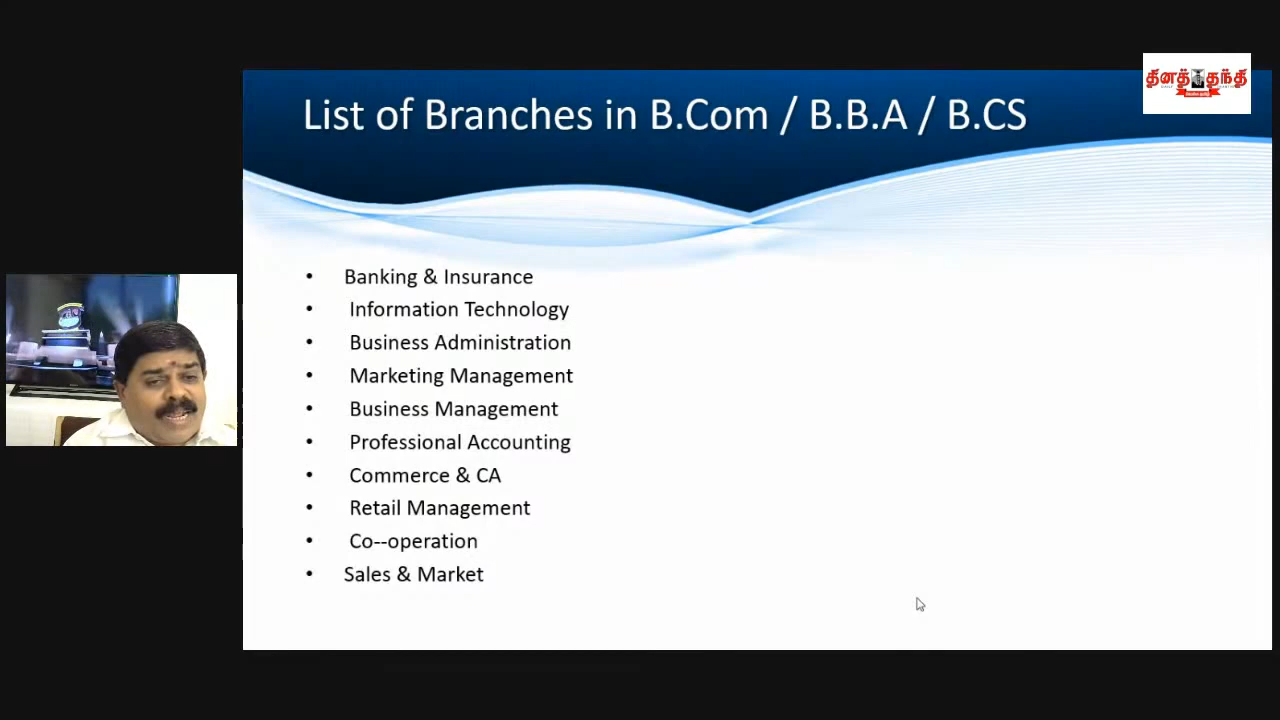 தினத்தந்தி
List of Branches in B.Com / B.B.A / B.CS
• Banking & Insurance
• Information Technology
• Business Administration
• Marketing Management
• Business Management
• Professional Accounting
• Commerce & CA
• Retail Management
• Co--operation
• Sales & Market